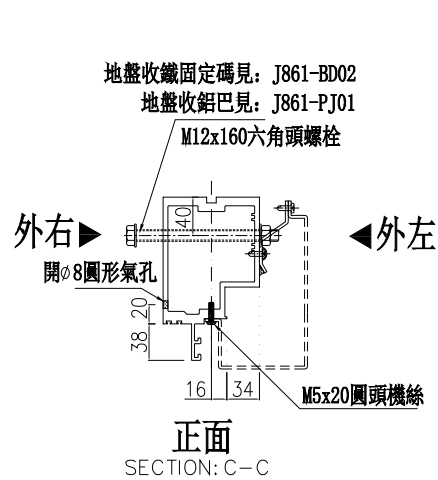 地盤收鐵固定碼見: J861-BD02
地盤收鋁巴見: J861-PJ01
M12x160六角頭螺栓
40
外右
外左
開φ8圓形氣孔
20
38
16
34
M5x20圓頭機絲
正面
SECTION: C-C